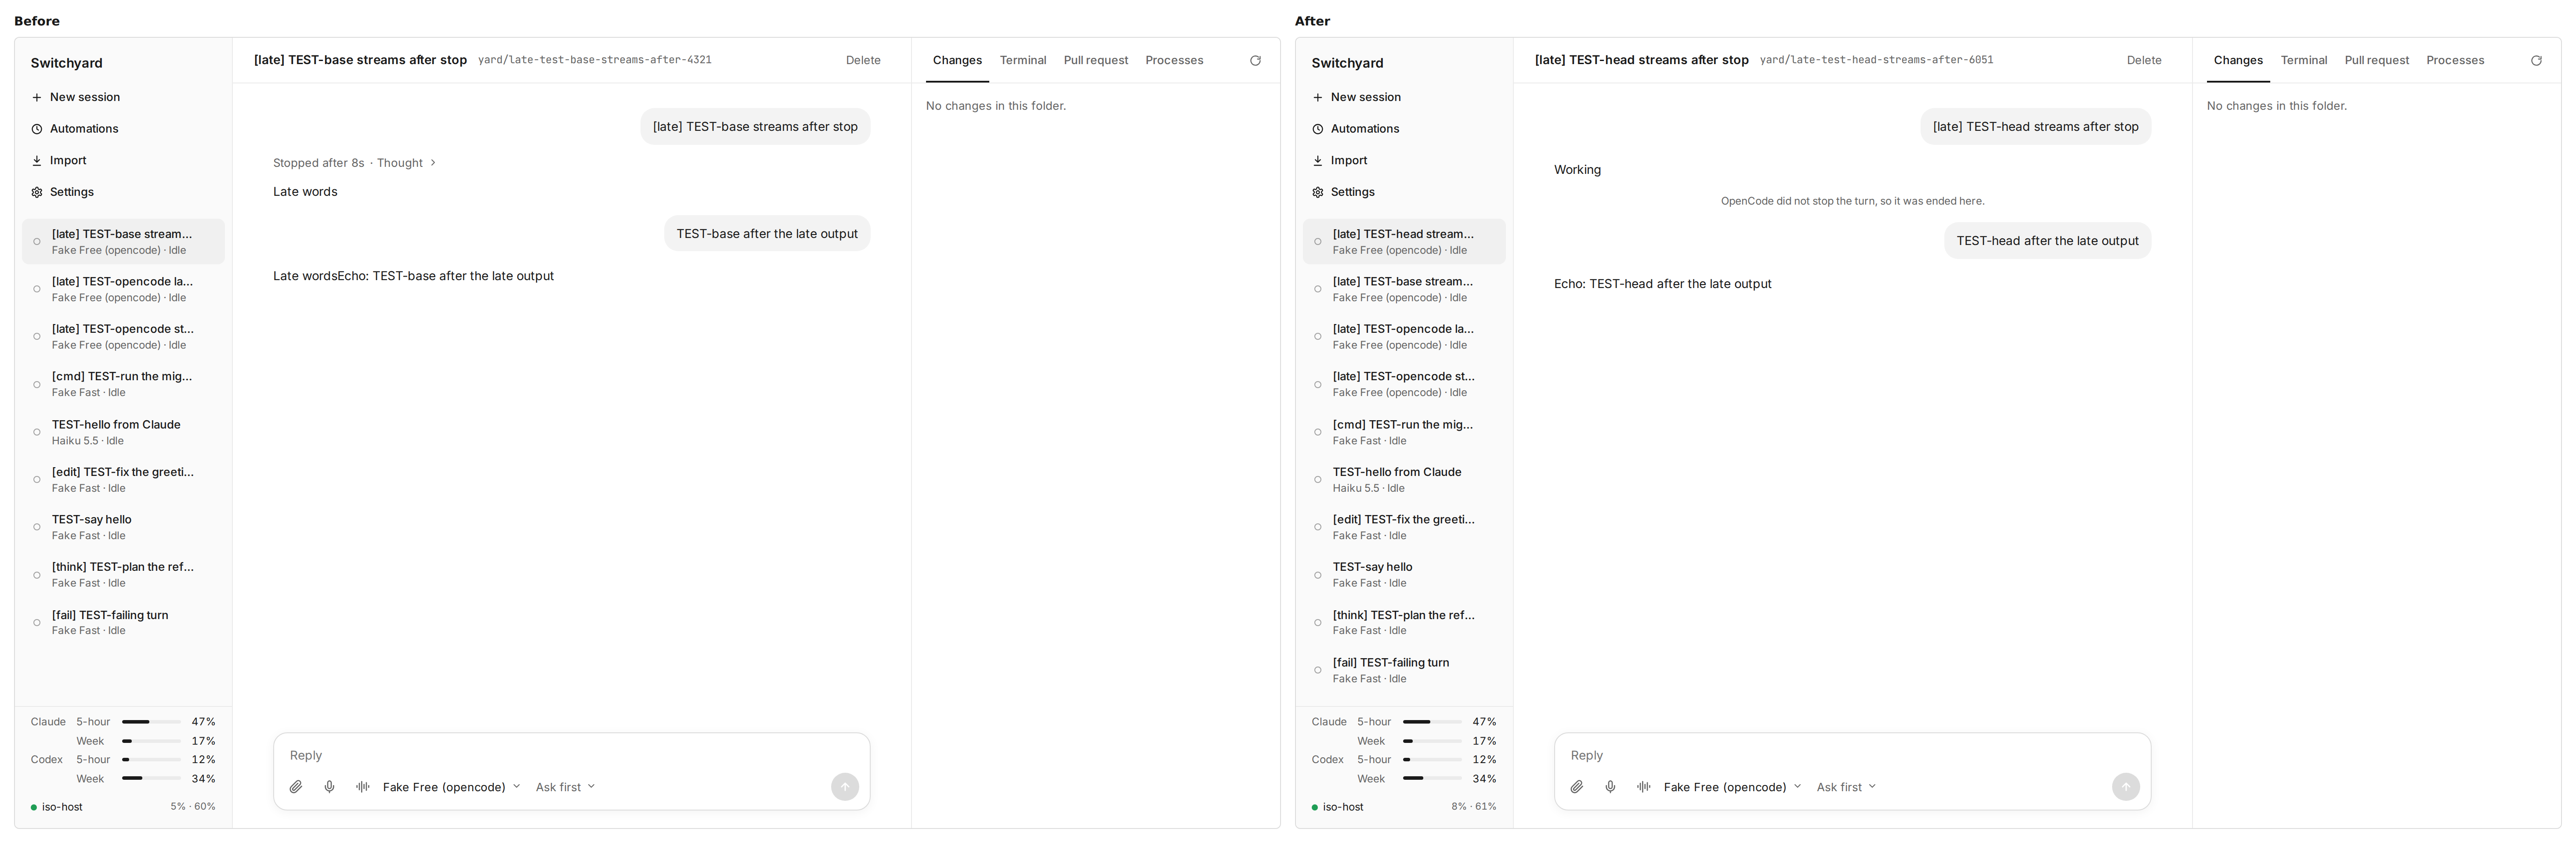 Before
Switchyard
New session
Automations
Import
Settings
[late] TEST-base stream...
Fake Free (opencode) · Idle
[late] TEST-opencode la...
Fake Free (opencode) · Idle
[late] TEST-opencode st...
Fake Free (opencode) · Idle
[cmd] TEST-run the mig...
Fake Fast · Idle
TEST-hello from Claude
Haiku 5.5 · Idle
[edit] TEST-fix the greeti...
Fake Fast · Idle
TEST-say hello
Fake Fast · Idle
[think] TEST-plan the ref...
Fake Fast · Idle
[fail] TEST-failing turn
Fake Fast · Idle
Claude 5-hour 47%
Week 17%
Codex 5-hour 12%
Week 34%
iso-host 5% · 60%
[late] TEST-base streams after stop yard/late-test-base-streams-after-4321 Delete
[late] TEST-base streams after stop
Stopped after 8s · Thought
Late words
TEST-base after the late output
Late wordsEcho: TEST-base after the late output
Reply
Fake Free (opencode) Ask first
Changes Terminal Pull request Processes
No changes in this folder.
After
Switchyard
New session
Automations
Import
Settings
[late] TEST-head stream...
Fake Free (opencode) · Idle
[late] TEST-base stream...
Fake Free (opencode) · Idle
[late] TEST-opencode la...
Fake Free (opencode) · Idle
[late] TEST-opencode st...
Fake Free (opencode) · Idle
[cmd] TEST-run the mig...
Fake Fast · Idle
TEST-hello from Claude
Haiku 5.5 · Idle
[edit] TEST-fix the greeti...
Fake Fast · Idle
TEST-say hello
Fake Fast · Idle
[think] TEST-plan the ref...
Fake Fast · Idle
[fail] TEST-failing turn
Fake Fast · Idle
Claude 5-hour 47%
Week 17%
Codex 5-hour 12%
Week 34%
iso-host 8% · 61%
[late] TEST-head streams after stop yard/late-test-head-streams-after-6051 Delete
[late] TEST-head streams after stop
Working
OpenCode did not stop the turn, so it was ended here.
TEST-head after the late output
Echo: TEST-head after the late output
Reply
Fake Free (opencode) Ask first
Changes Terminal Pull request Processes
No changes in this folder.